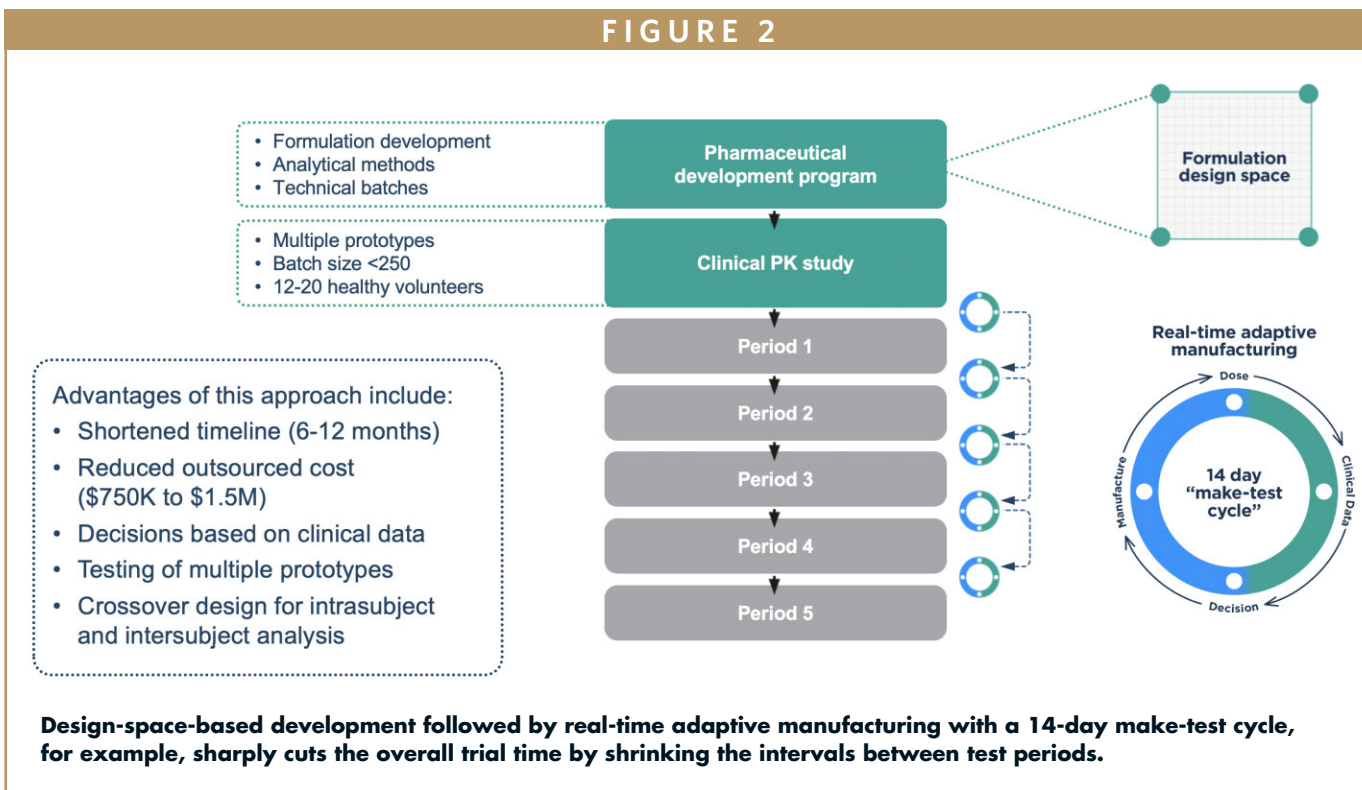 FIGURE 2
• Formulation development
• Analytical methods
• Technical batches
Pharmaceutical
development program
Formulation
design space
• Multiple prototypes
• Batch size <250
• 12-20 healthy volunteers
Clinical PK study
Period 1
Period 2
Period 3
Period 4
Period 5
Advantages of this approach include:
• Shortened timeline (6-12 months)
• Reduced outsourced cost
($750K to $1.5M)
• Decisions based on clinical data
• Testing of multiple prototypes
• Crossover design for intrasubject
and intersubject analysis
Real-time adaptive
manufacturing
Dose
Clinical Data
Decision
Manufacture
14 day
“make-test
cycle”
Design-space-based development followed by real-time adaptive manufacturing with a 14-day make-test cycle,
for example, sharply cuts the overall trial time by shrinking the intervals between test periods.